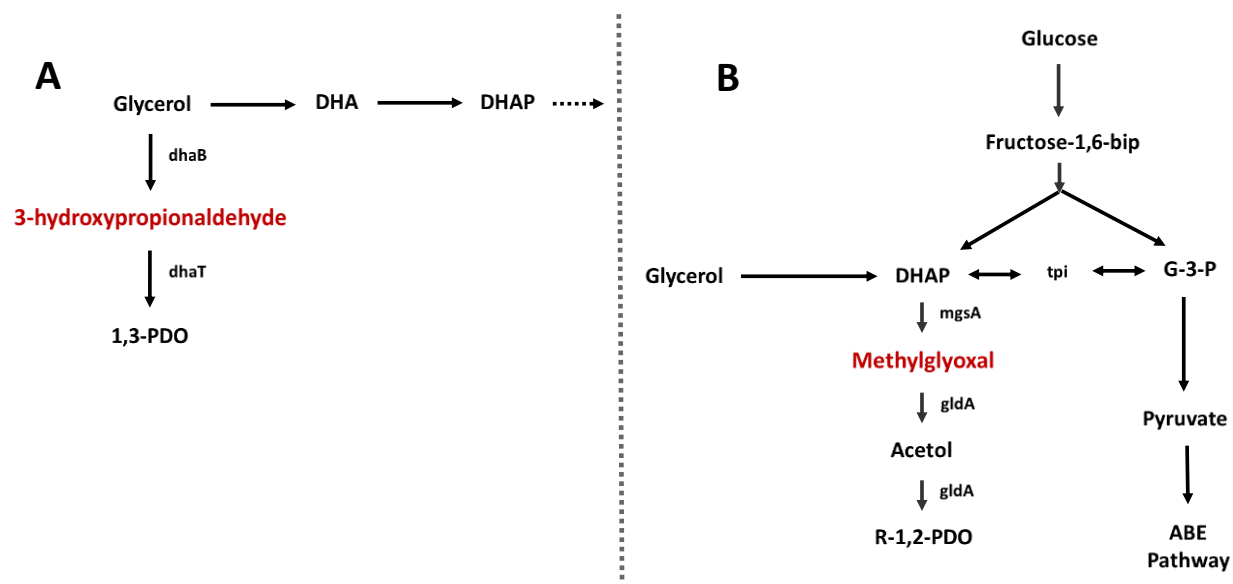 A
Glycerol
DHA
DHAP
dhaB
3-hydroxypropionaldehyde
dhaT
1,3-PDO
B
Glucose
Fructose-1,6-bip
Glycerol
DHAP
tpi
G-3-P
mgsA
Methylglyoxal
gldA
Acetol
gldA
R-1,2-PDO
Pyruvate
ABE
Pathway